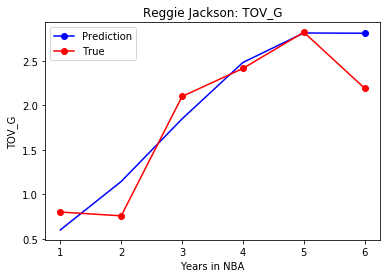 Reggie Jackson: TOV_G
Prediction
True
2.5
2.0
1.5
1.0
0.5
TOV_G
1 2 3 4 5 6
Years in NBA